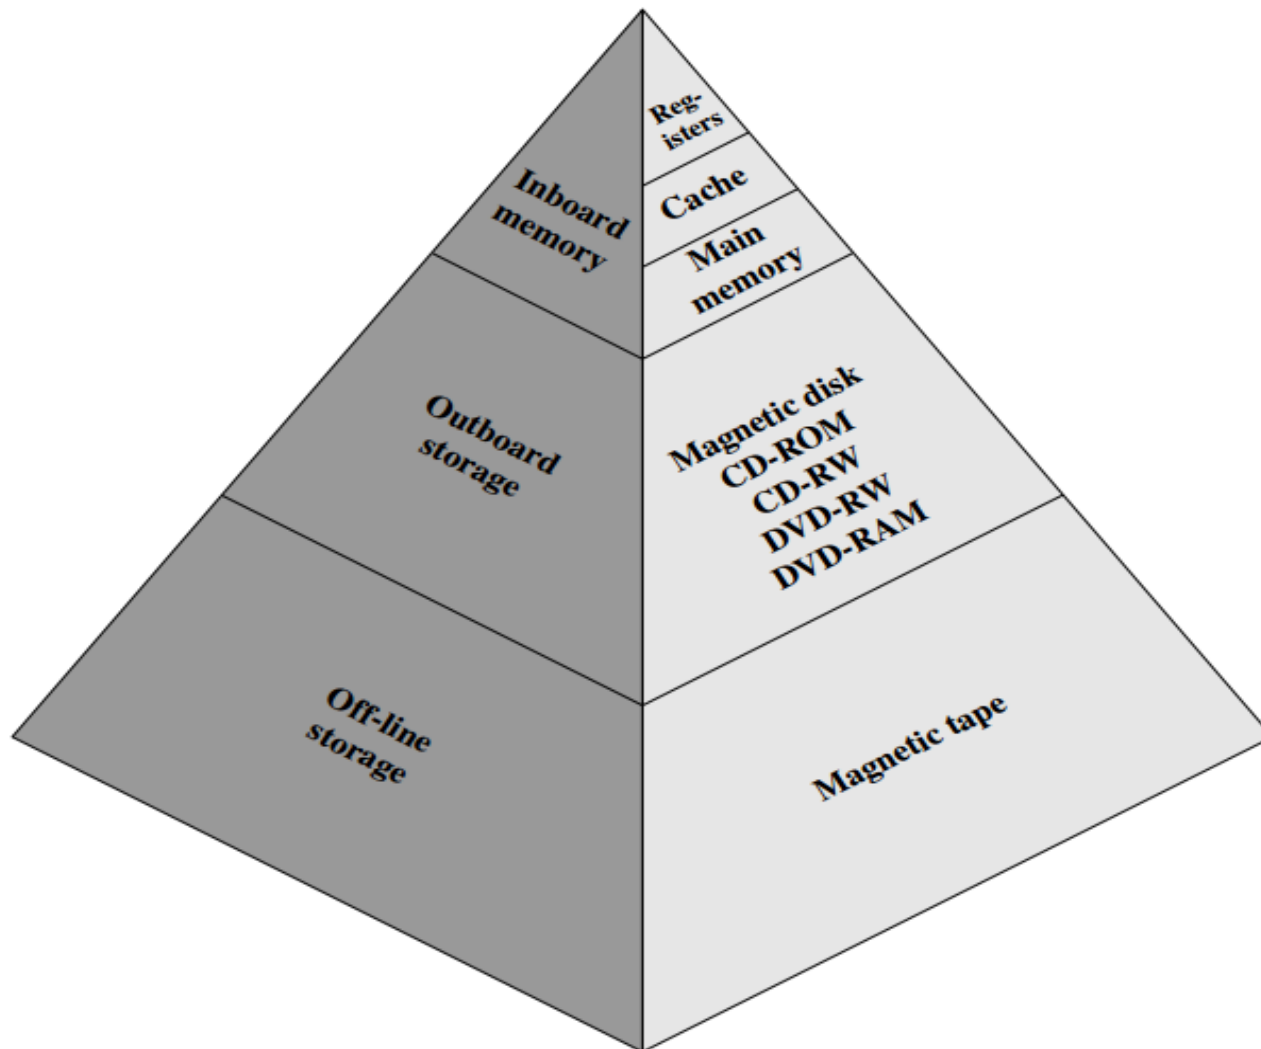 Reg-
isters
Cache
Main
memory
Inboard
memory
Magnetic disk
CD-ROM
CD-RW
DVD-RW
DVD-RAM
Outboard
storage
Magnetic tape
Off-line
storage